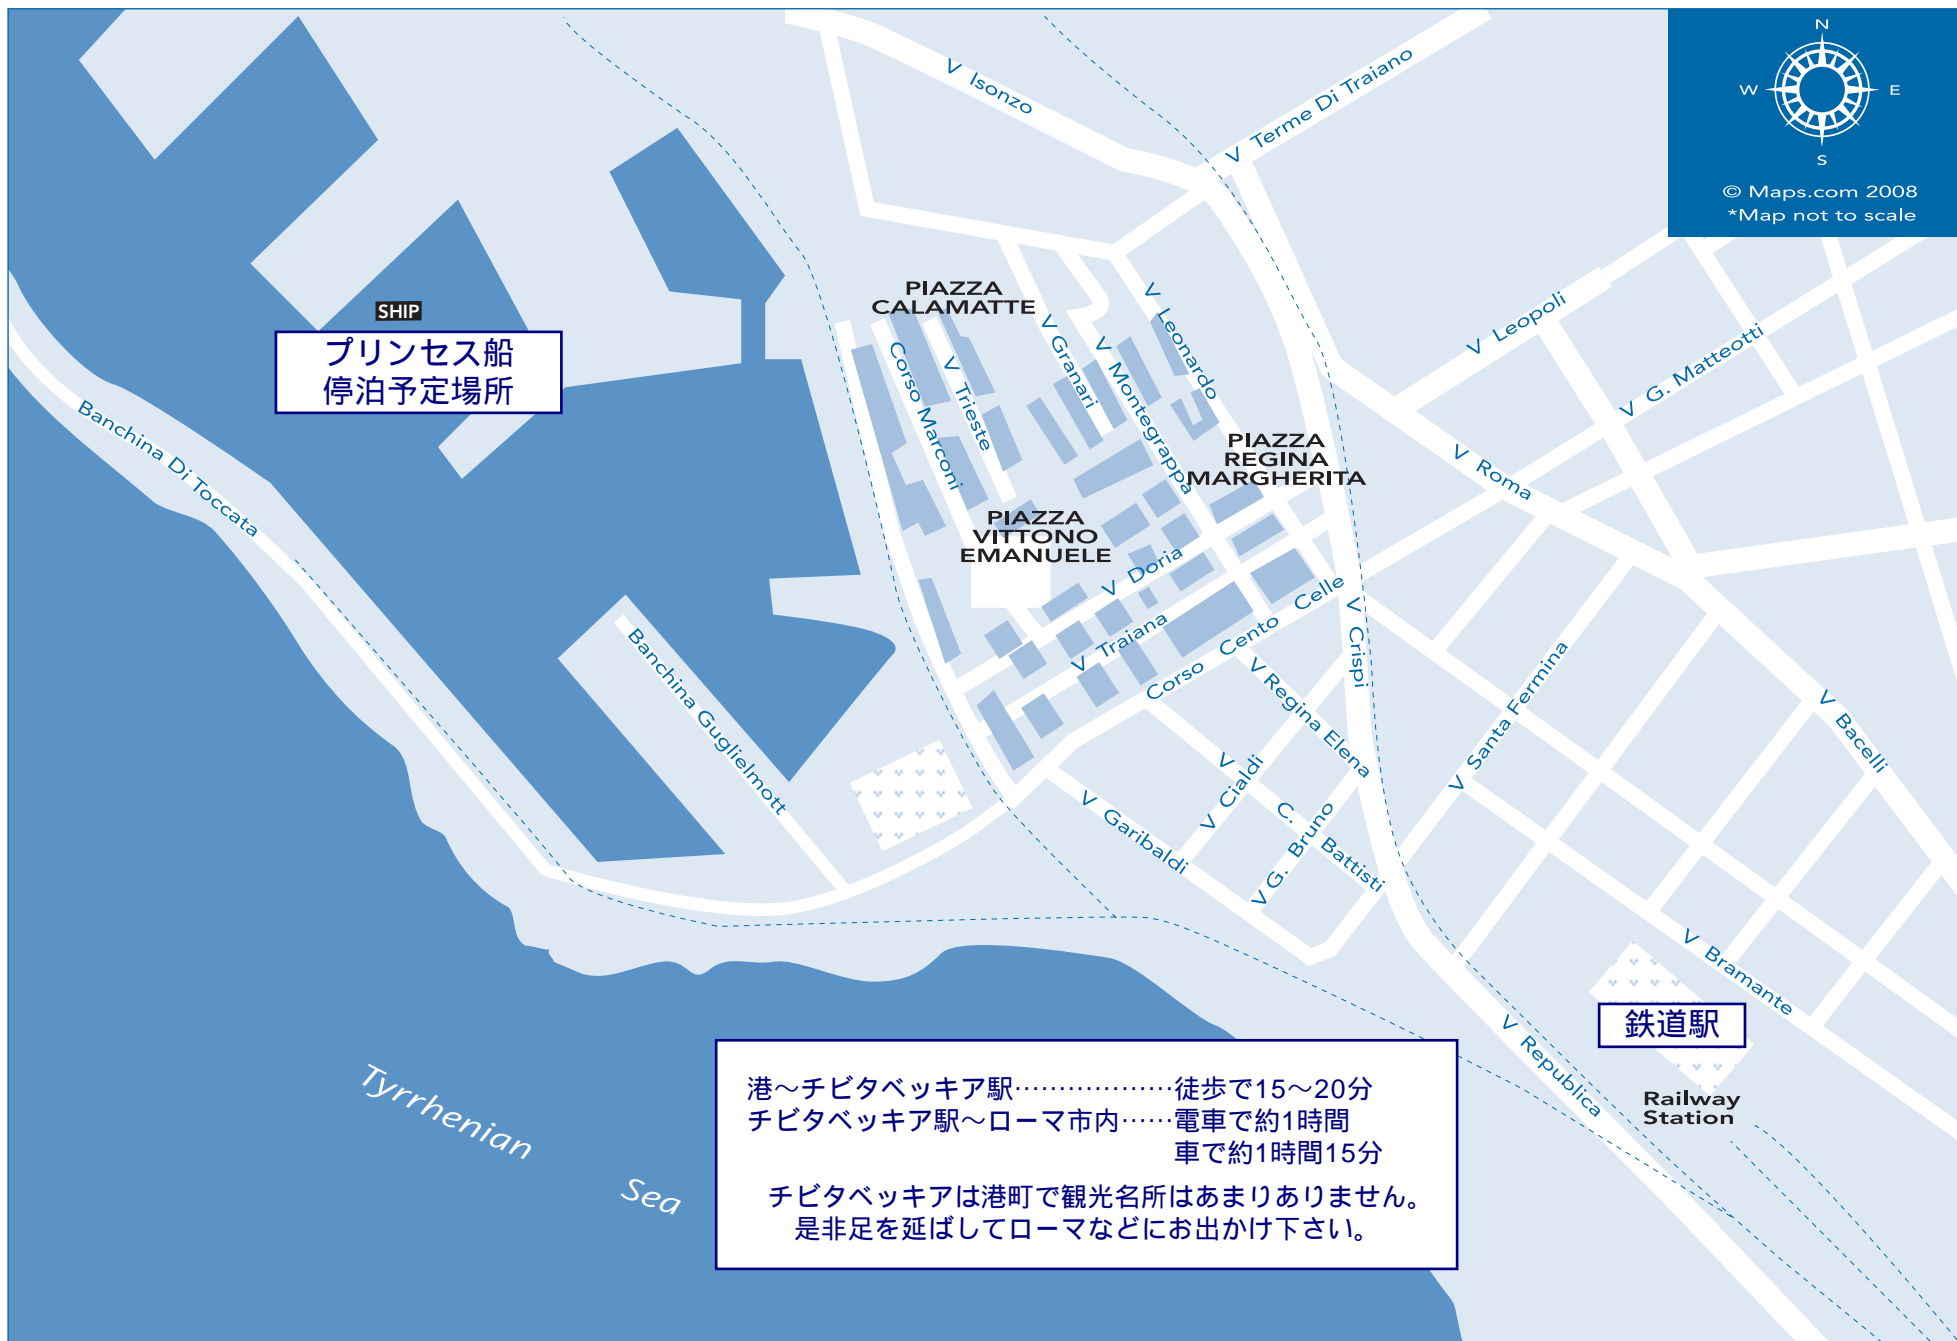 N
W
E
S
© Maps.com 2008
*Map not to scale
V Isonzo
V Terme Di Traiano
PIAZZA
CALAMATTE
V Leonardo
V Leopoli
SHIP
プリンセス船
停泊予定場所
Corso Marconi
V Trieste
V Granari
V Montegrappa
V G. Matteotti
Banchina Di Toccata
PIAZZA
REGINA
MARGHERITA
V Roma
PIAZZA
VITTONO
EMANUELE
V Doria
V Traiana
Corso Cento Celle
V Crispi
Banchina Guglielmott
V Regina Elena
V Santa Fermina
V Bacelli
V Cialdi
V C. Battisti
V G. Bruno
V Garibaldi
V Bramante
鉄道駅
V Republica
Railway
Station
Tyrrhenian
Sea
港〜チビタベッキア駅………………徒歩で15〜20分
チビタベッキア駅〜ローマ市内……電車で約1時間
車で約1時間15分
チビタベッキアは港町で観光名所はあまりありません。
是非足を延ばしてローマなどにお出かけ下さい。